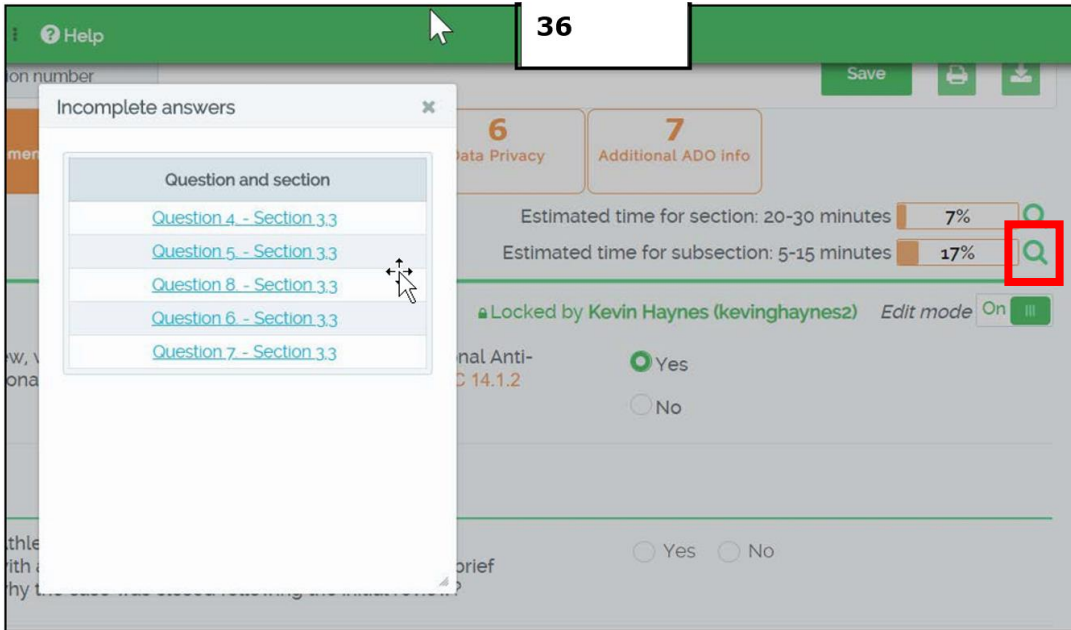 Help
36
on number
Save
Incomplete answers
Question and section
Question 4. - Section 3.3
Question 5. - Section 3.3
Question 8. - Section 3.3
Question 6. - Section 3.3
Question 7. - Section 3.3
6
ata Privacy
7
Additional ADO info
Estimated time for section: 20-30 minutes 7%
Estimated time for subsection: 5-15 minutes 17%
Locked by Kevin Haynes (kevinghaynes2) Edit mode On
nal Anti-
14.1.2
Yes
No
Yes No
brief